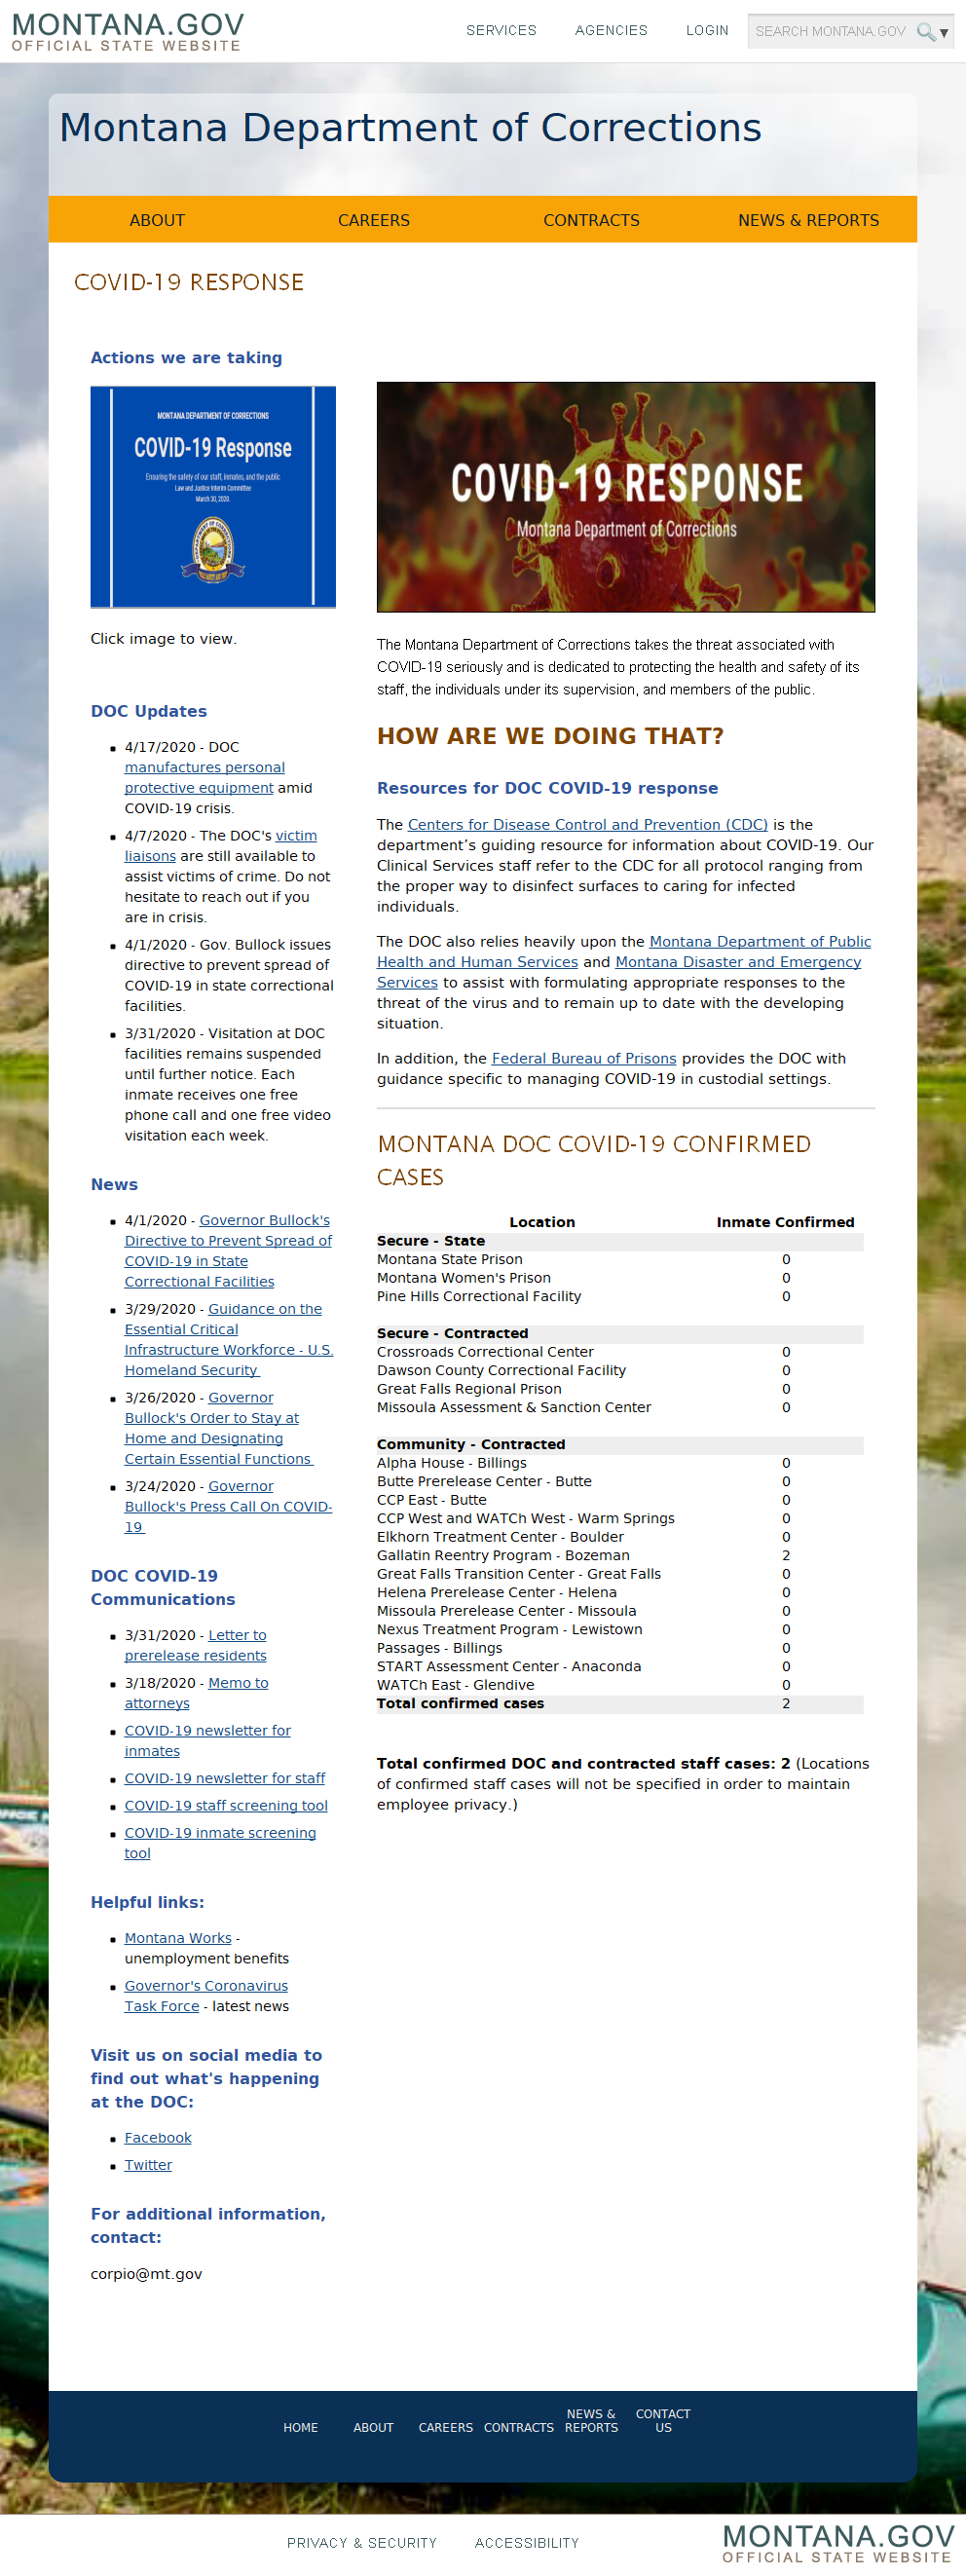 MONTANA.GOV
OFFICIAL STATE WEBSITE
SERVICES
AGENCIES
LOGIN
SEARCH MONTANA.GOV
Montana Department of Corrections
ABOUT
CAREERS
CONTRACTS
NEWS & REPORTS
COVID-19 RESPONSE
Actions we are taking
MONTANA DEPARTMENT OF CORRECTIONS
COVID-19 Response
Ensuring the safety of our staff, inmates, and the public
Law and Justice Interim Committee
March 30, 2020
Click image to view.
DOC Updates
4/17/2020 - DOC
manufactures personal
protective equipment amid
COVID-19 crisis.
4/7/2020 - The DOC's victim
liaisons are still available to
assist victims of crime. Do not
hesitate to reach out if you
are in crisis.
4/1/2020 - Gov. Bullock issues
directive to prevent spread of
COVID-19 in state correctional
facilities.
3/31/2020 - Visitation at DOC
facilities remains suspended
until further notice. Each
inmate receives one free
phone call and one free video
visitation each week.
News
4/1/2020 - Governor Bullock's
Directive to Prevent Spread of
COVID-19 in State
Correctional Facilities
3/29/2020 - Guidance on the
Essential Critical
Infrastructure Workforce - U.S.
Homeland Security
3/26/2020 - Governor
Bullock's Order to Stay at
Home and Designating
Certain Essential Functions
3/24/2020 - Governor
Bullock's Press Call On COVID-
19
DOC COVID-19
Communications
3/31/2020 - Letter to
prerelease residents
3/18/2020 - Memo to
attorneys
COVID-19 newsletter for
inmates
COVID-19 newsletter for staff
COVID-19 staff screening tool
COVID-19 inmate screening
tool
Helpful links:
Montana Works -
unemployment benefits
Governor's Coronavirus
Task Force - latest news
Visit us on social media to
find out what's happening
at the DOC:
Facebook
Twitter
For additional information,
contact:
corpio@mt.gov
COVID-19 RESPONSE
Montana Department of Corrections
The Montana Department of Corrections takes the threat associated with
COVID-19 seriously and is dedicated to protecting the health and safety of its
staff, the individuals under its supervision, and members of the public.
HOW ARE WE DOING THAT?
Resources for DOC COVID-19 response
The Centers for Disease Control and Prevention (CDC) is the
department’s guiding resource for information about COVID-19. Our
Clinical Services staff refer to the CDC for all protocol ranging from
the proper way to disinfect surfaces to caring for infected
individuals.
The DOC also relies heavily upon the Montana Department of Public
Health and Human Services and Montana Disaster and Emergency
Services to assist with formulating appropriate responses to the
threat of the virus and to remain up to date with the developing
situation.
In addition, the Federal Bureau of Prisons provides the DOC with
guidance specific to managing COVID-19 in custodial settings.
MONTANA DOC COVID-19 CONFIRMED
CASES
Location Inmate Confirmed
Secure - State
Montana State Prison 0
Montana Women's Prison 0
Pine Hills Correctional Facility 0
Secure - Contracted
Crossroads Correctional Center 0
Dawson County Correctional Facility 0
Great Falls Regional Prison 0
Missoula Assessment & Sanction Center 0
Community - Contracted
Alpha House - Billings 0
Butte Prerelease Center - Butte 0
CCP East - Butte 0
CCP West and WATCh West - Warm Springs 0
Elkhorn Treatment Center - Boulder 0
Gallatin Reentry Program - Bozeman 2
Great Falls Transition Center - Great Falls 0
Helena Prerelease Center - Helena 0
Missoula Prerelease Center - Missoula 0
Nexus Treatment Program - Lewistown 0
Passages - Billings 0
START Assessment Center - Anaconda 0
WATCh East - Glendive 0
Total confirmed cases 2
Total confirmed DOC and contracted staff cases: 2 (Locations
of confirmed staff cases will not be specified in order to maintain
employee privacy.)
HOME
ABOUT
CAREERS
CONTRACTS
NEWS &
REPORTS
CONTACT
US
PRIVACY & SECURITY
ACCESSIBILITY
MONTANA.GOV
OFFICIAL STATE WEBSITE